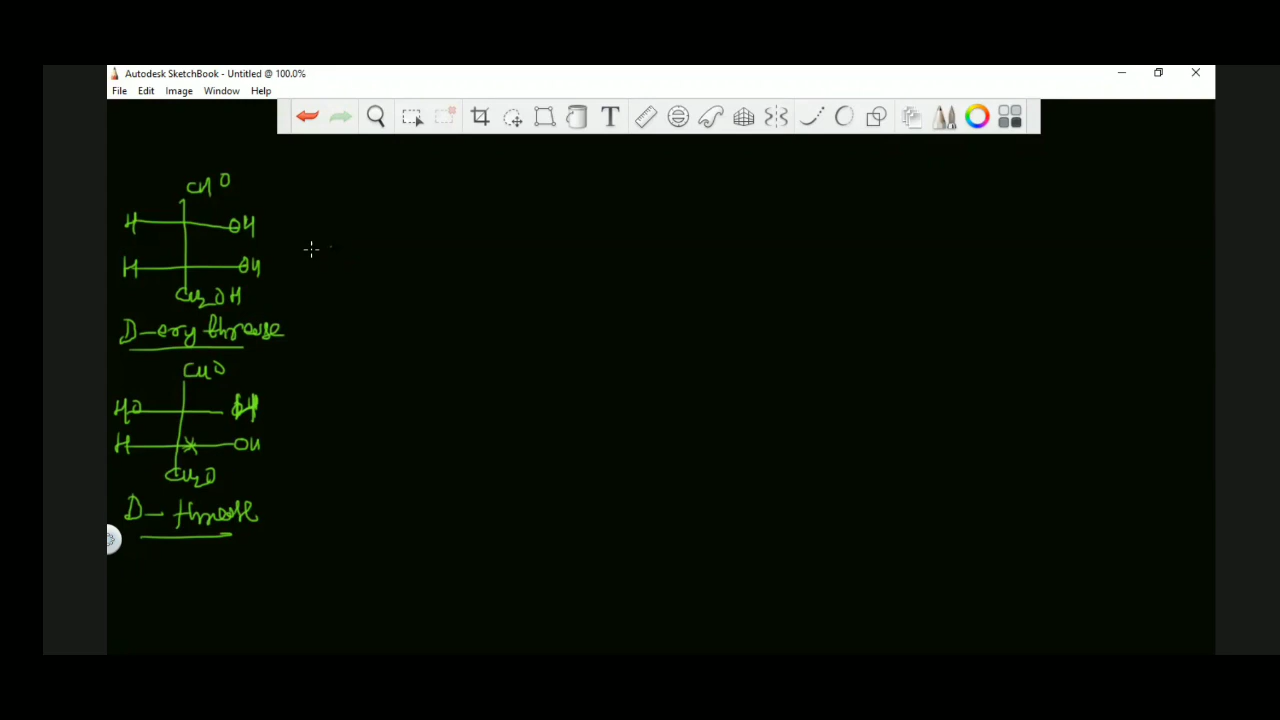 Autodesk SketchBook - Untitled @ 100.0%
File Edit Image Window Help
T
CHO
H OH
H OH
CH2OH
D-erythrose
CHO
HO H
H OH
CH2O
D-threose